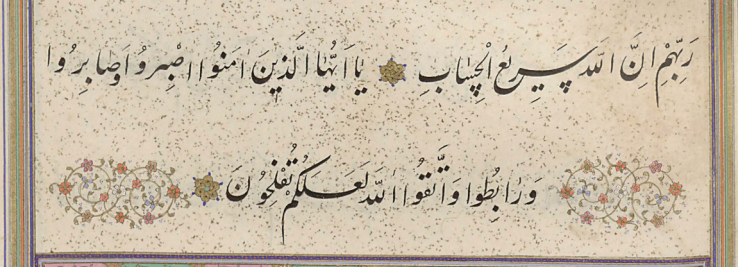 رَبِّهِمْ اِنَّ اللّٰهَ سَرِيعُ الْحِسَابِ يَا اَيُّهَا الَّذِينَ اٰمَنُوا اصْبِرُوا وَصَابِرُوا
وَرَابِطُوا وَاتَّقُوا اللّٰهَ لَعَلَّكُمْ تُفْلِحُونَ